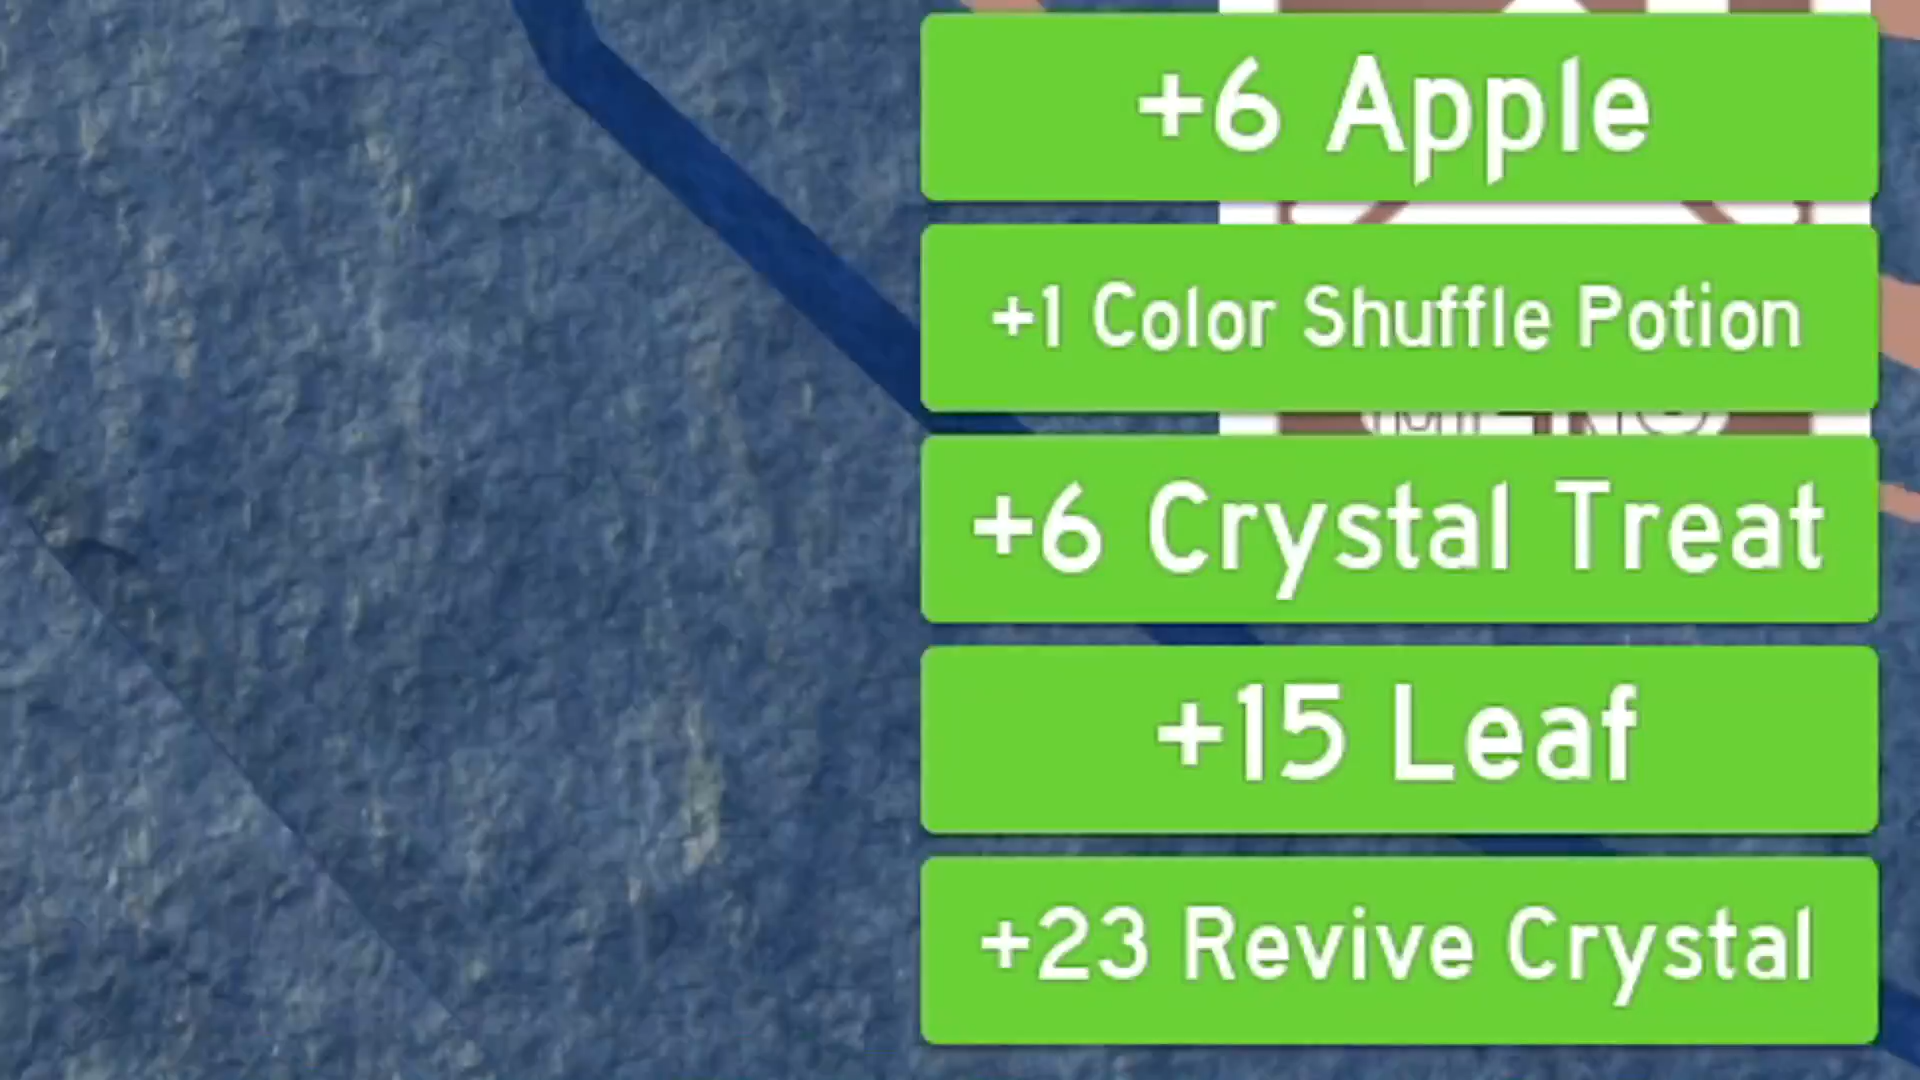 +6 Apple
+1 Color Shuffle Potion
+6 Crystal Treat
+15 Leaf
+23 Revive Crystal